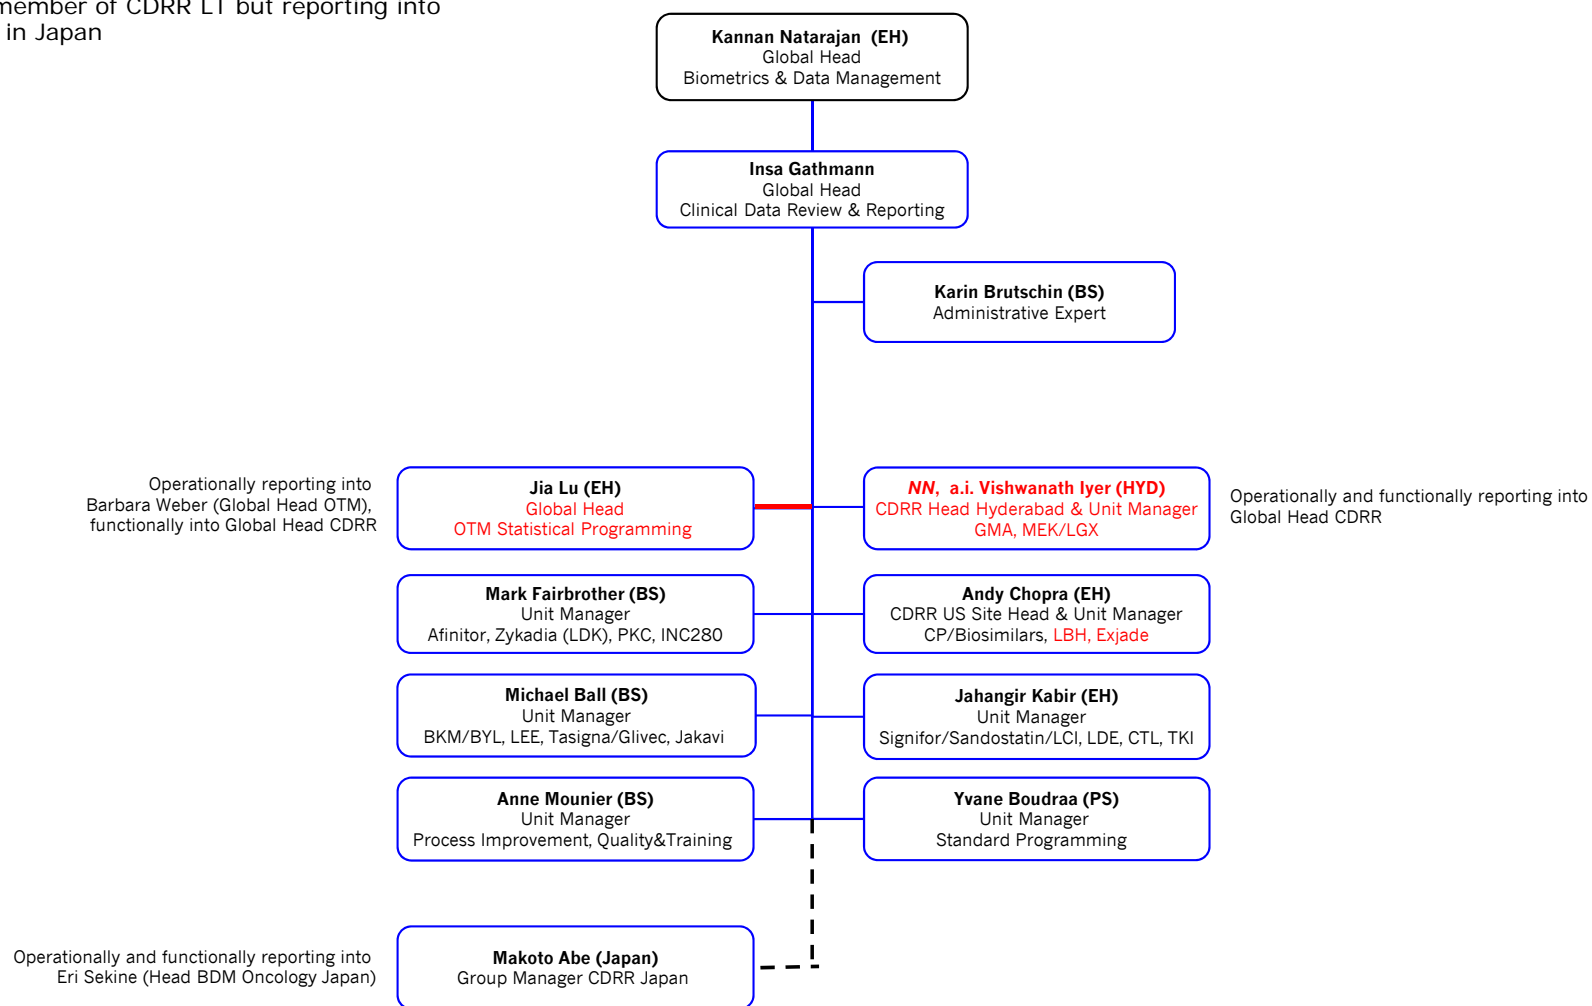 member of CDRR LT but reporting into
in Japan
Kannan Natarajan (EH)
Global Head
Biometrics & Data Management
Insa Gathmann
Global Head
Clinical Data Review & Reporting
Karin Brutschin (BS)
Administrative Expert
Operationally reporting into
Barbara Weber (Global Head OTM),
functionally into Global Head CDRR
Jia Lu (EH)
Global Head
OTM Statistical Programming
NN, a.i. Vishwanath Iyer (HYD)
CDRR Head Hyderabad & Unit Manager
GMA, MEK/LGX
Operationally and functionally reporting into
Global Head CDRR
Mark Fairbrother (BS)
Unit Manager
Afinitor, Zykadia (LDK), PKC, INC280
Andy Chopra (EH)
CDRR US Site Head & Unit Manager
CP/Biosimilars, LBH, Exjade
Michael Ball (BS)
Unit Manager
BKM/BYL, LEE, Tasigna/Glivec, Jakavi
Jahangir Kabir (EH)
Unit Manager
Signifor/Sandostatin/LCI, LDE, CTL, TKI
Anne Mounier (BS)
Unit Manager
Process Improvement, Quality&Training
Yvane Boudraa (PS)
Unit Manager
Standard Programming
Operationally and functionally reporting into
Eri Sekine (Head BDM Oncology Japan)
Makoto Abe (Japan)
Group Manager CDRR Japan